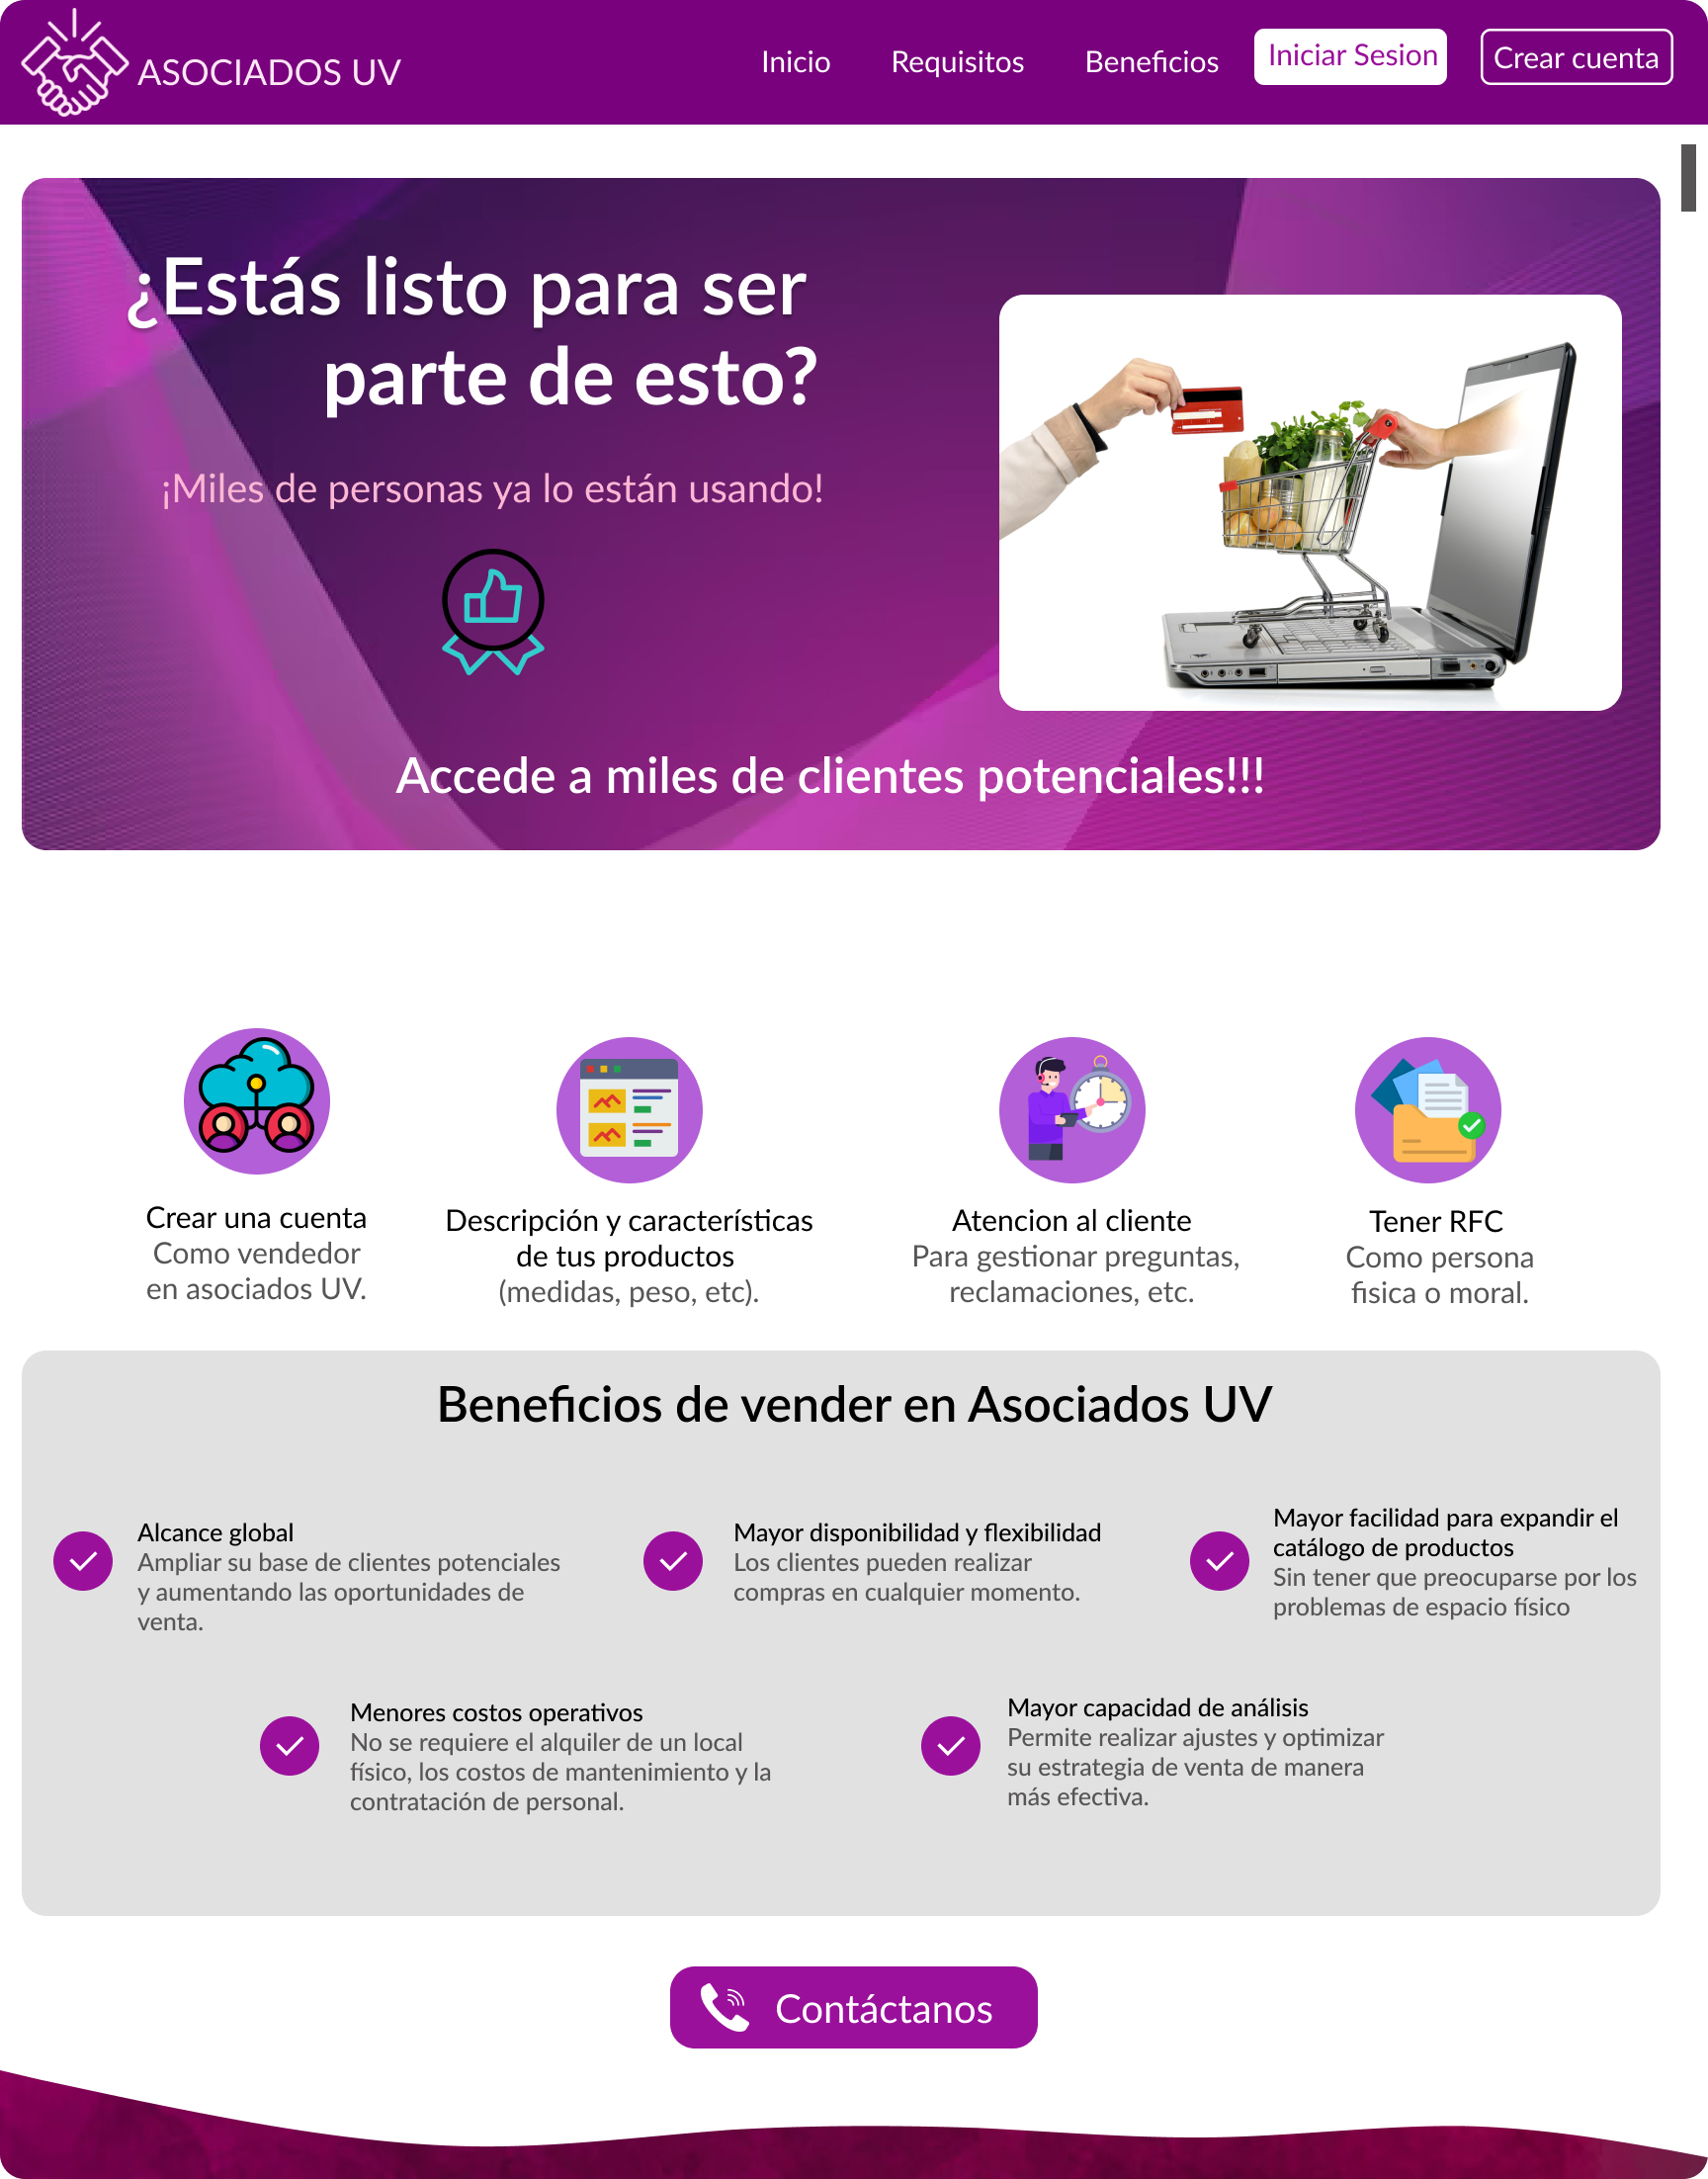 ASOCIADOS UV
Inicio
Requisitos
Beneficios
Iniciar Sesion
Crear cuenta
¿Estás listo para ser
parte de esto?
¡Miles de personas ya lo están usando!
Accede a miles de clientes potenciales!!!
Crear una cuenta
Como vendedor
en asociados UV.
Descripción y características
de tus productos
(medidas, peso, etc).
Atencion al cliente
Para gestionar preguntas,
reclamaciones, etc.
Tener RFC
Como persona
fisica o moral.
Beneficios de vender en Asociados UV
Alcance global
Ampliar su base de clientes potenciales
y aumentando las oportunidades de
venta.
Mayor disponibilidad y flexibilidad
Los clientes pueden realizar
compras en cualquier momento.
Mayor facilidad para expandir el
catálogo de productos
Sin tener que preocuparse por los
problemas de espacio físico
Menores costos operativos
No se requiere el alquiler de un local
físico, los costos de mantenimiento y la
contratación de personal.
Mayor capacidad de análisis
Permite realizar ajustes y optimizar
su estrategia de venta de manera
más efectiva.
Contáctanos